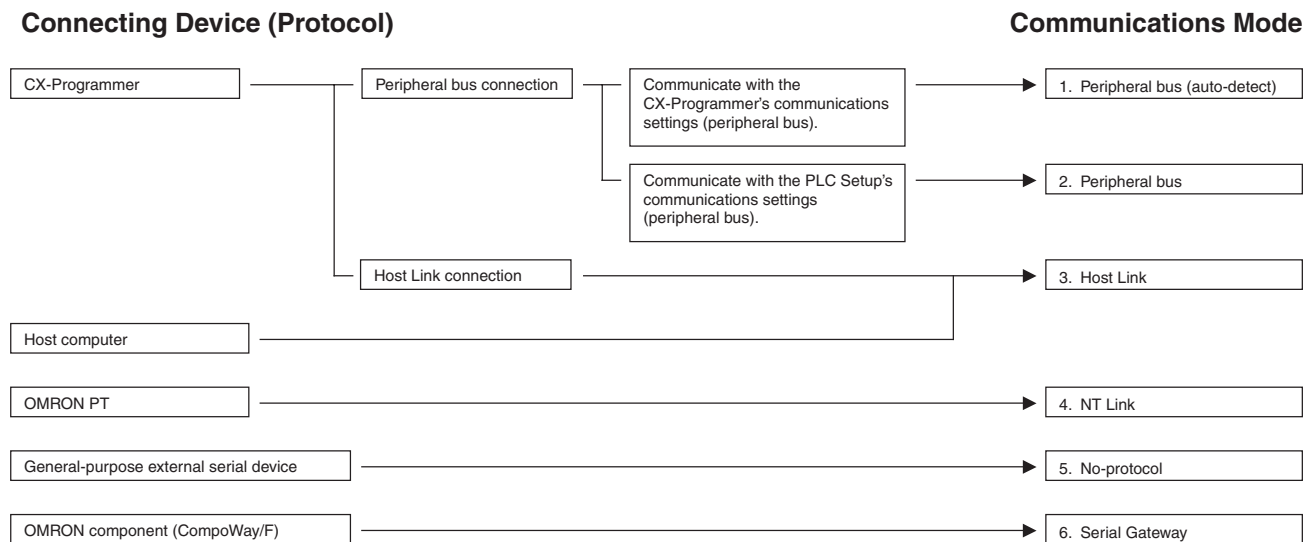 Connecting Device (Protocol)
Communications Mode
CX-Programmer
Peripheral bus connection
Communicate with the
CX-Programmer's communications
settings (peripheral bus).
1. Peripheral bus (auto-detect)
Communicate with the PLC Setup's
communications settings
(peripheral bus).
2. Peripheral bus
Host Link connection
3. Host Link
Host computer
OMRON PT
4. NT Link
General-purpose external serial device
5. No-protocol
OMRON component (CompoWay/F)
6. Serial Gateway